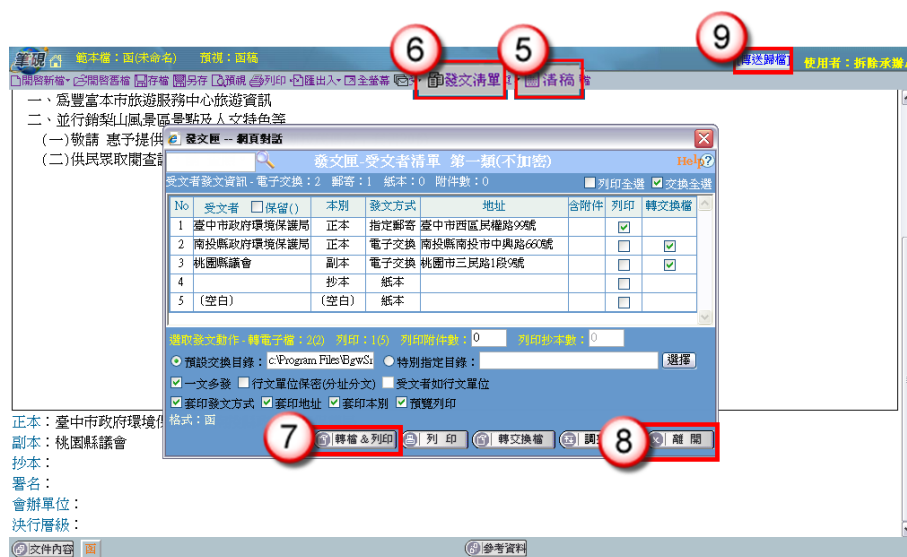 9
6
5
筆硯 範本檔：函(未命名) 預視：函稿
傳送歸檔
使用者：拆除承辦
開啟新檔 開啟舊檔 存檔 另存 預視 列印 匯出入 全螢幕 發文清單 清稿
一、為豐富本市旅遊服務中心旅遊資訊
二、並行銷梨山風景區景點及人文特色等
(一)敬請 惠予提供
(二)供民眾取閱查
發文匣 -- 網頁對話
發文匣-受文者清單 第一類(不加密) Help?
受文者發文資訊-電子交換：2 郵寄：1 紙本：0 附件數：0 列印全選 交換全選
No 受文者 保留() 本別 發文方式 地址 含附件 列印 轉交換檔
1 臺中市政府環境保護局 正本 指定郵寄 臺中市西區民權路99號
2 南投縣政府環境保護局 正本 電子交換 南投縣南投市中興路660號
3 桃園縣議會 副本 電子交換 桃園市三民路1段9號
4 抄本 紙本
5 (空白) (空白) 紙本
選取發文動作-轉電子檔：2(2) 列印：1(5) 列印附件數：0 列印抄本數：0
預設交換目錄：c:\Program Files\BgwSr 特別指定目錄： 選擇
一文多發 行文單位保密(分址分文) 受文者如行文單位
套印發文方式 套印地址 套印本別 預覽列印
格式：函
7
8
轉檔&列印 列 印 轉交換檔 調 離 開
正本：臺中市政府環境
副本：桃園縣議會
抄本：
署名：
會辦單位：
決行層級：
文件內容 函 參考資料